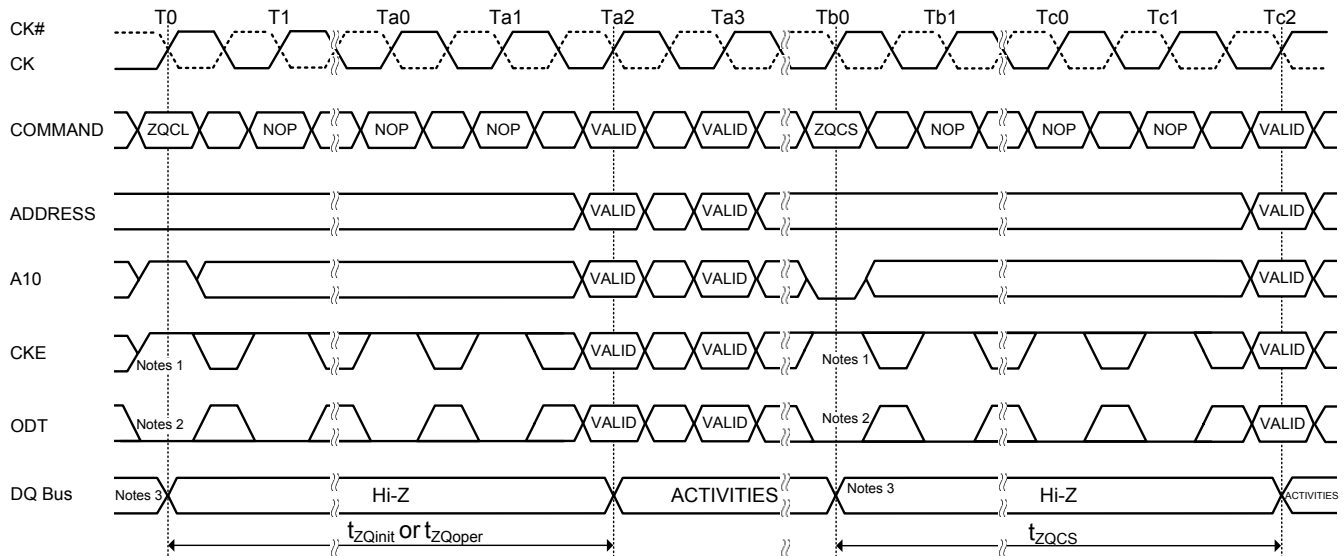 T0 T1 Ta0 Ta1 Ta2 Ta3 Tb0 Tb1 Tc0 Tc1 Tc2
CK#
CK
COMMAND ZQCL NOP NOP NOP VALID VALID ZQCS NOP NOP NOP VALID
ADDRESS VALID VALID VALID
A10 VALID VALID VALID
CKE Notes 1 VALID VALID Notes 1 VALID
ODT Notes 2 VALID VALID Notes 2 VALID
DQ Bus Notes 3 Hi-Z ACTIVITIES Notes 3 Hi-Z ACTIVITIES
tZQinit or tZQoper tZQCS